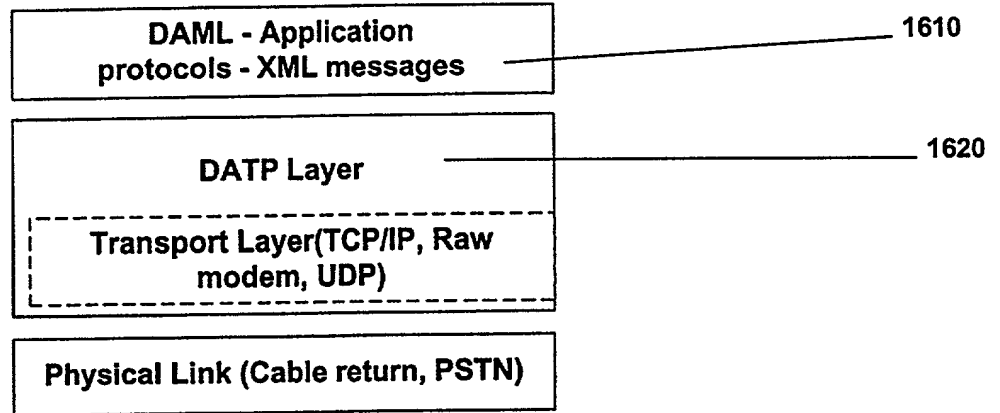 DAML - Application
protocols - XML messages
1610
DATP Layer
1620
Transport Layer(TCP/IP, Raw
modem, UDP)
Physical Link (Cable return, PSTN)